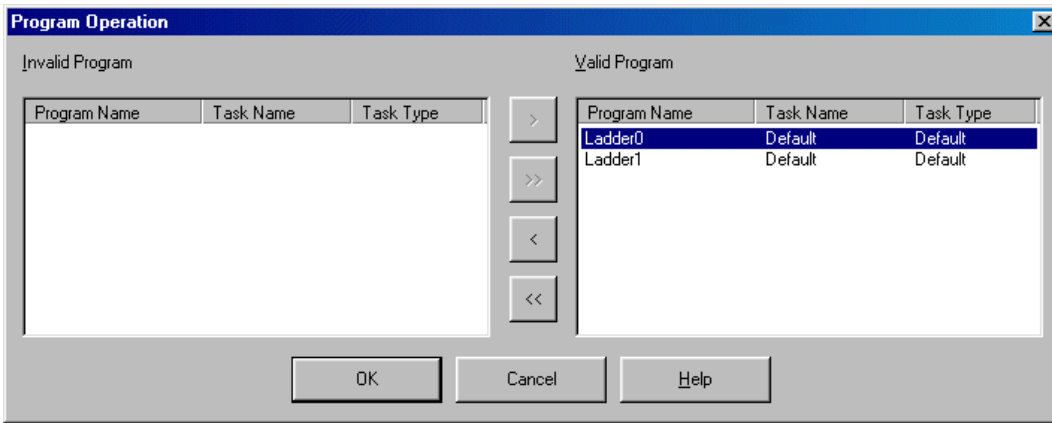 Program Operation
Invalid Program
Valid Program
Program Name Task Name Task Type
Program Name Task Name Task Type
Ladder0 Default Default
Ladder1 Default Default
>
>>
<
<<
OK Cancel Help